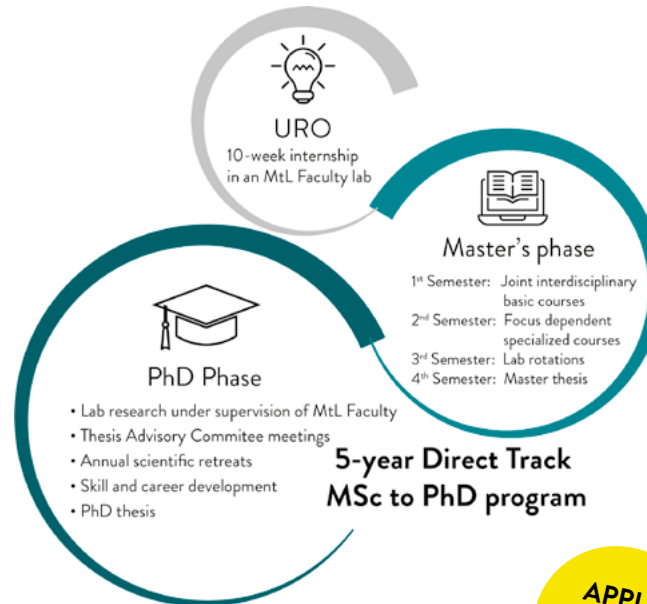 URO
10-week internship
in an MtL Faculty lab
Master's phase
1st Semester: Joint interdisciplinary
basic courses
2nd Semester: Focus dependent
specialized courses
3rd Semester: Lab rotations
4th Semester: Master thesis
PhD Phase
• Lab research under supervision of MtL Faculty
• Thesis Advisory Commitee meetings
• Annual scientific retreats
• Skill and career development
• PhD thesis
5-year Direct Track
MSc to PhD program